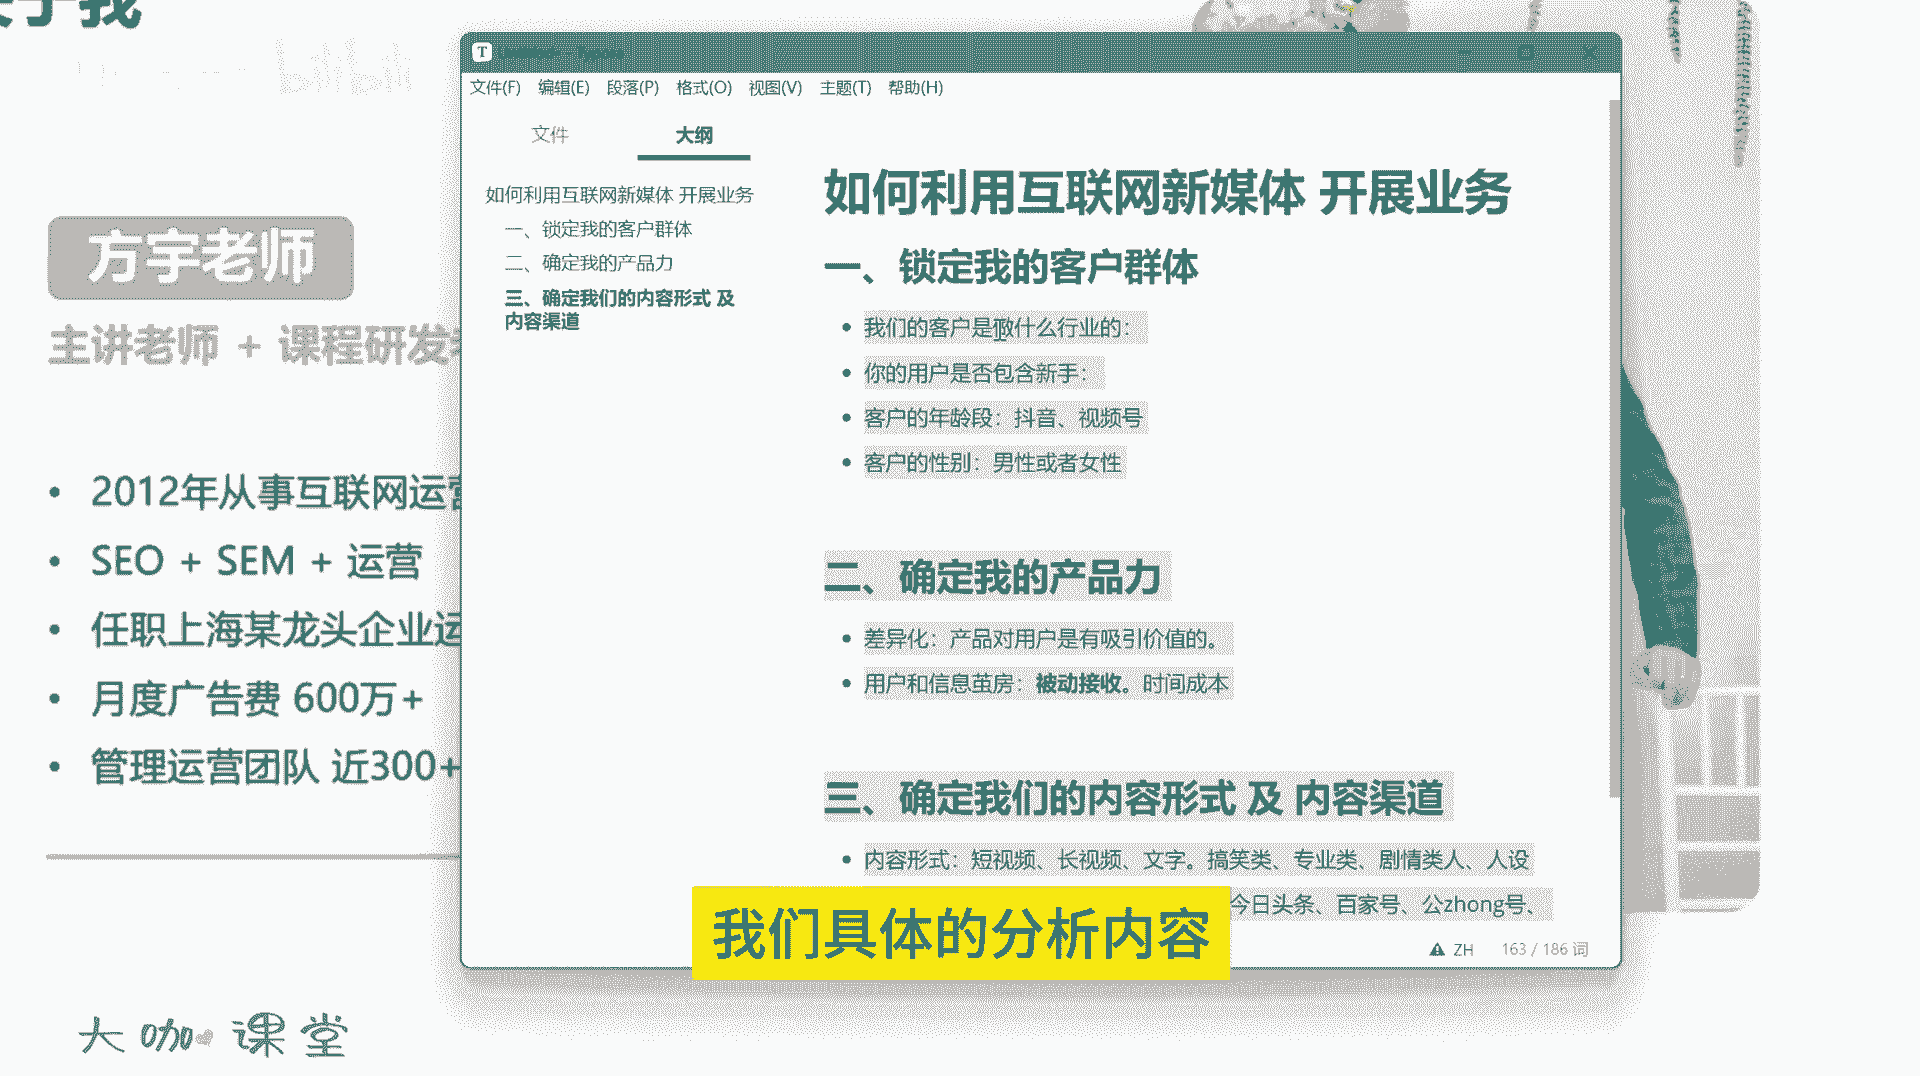 关于我
bilibili
方宇老师
主讲老师 + 课程研发
2012年从事互联网运营
SEO + SEM + 运营
任职上海某龙头企业运
月度广告费 600万+
管理运营团队 近300+
大咖课堂
T
文件(F) 编辑(E) 段落(P) 格式(O) 视图(V) 主题(T) 帮助(H)
文件 大纲
如何利用互联网新媒体 开展业务
一、锁定我的客户群体
二、确定我的产品力
三、确定我们的内容形式 及
内容渠道
如何利用互联网新媒体 开展业务
一、锁定我的客户群体
我们的客户是做什么行业的：
你的用户是否包含新手：
客户的年龄段：抖音、视频号
客户的性别：男性或者女性
二、确定我的产品力
差异化：产品对用户是有吸引价值的。
用户和信息茧房：被动接收。时间成本
三、确定我们的内容形式 及 内容渠道
内容形式：短视频、长视频、文字。搞笑类、专业类、剧情类人、人设
今日头条、百家号、公zhong号、
我们具体的分析内容
ZH 163 / 186 词